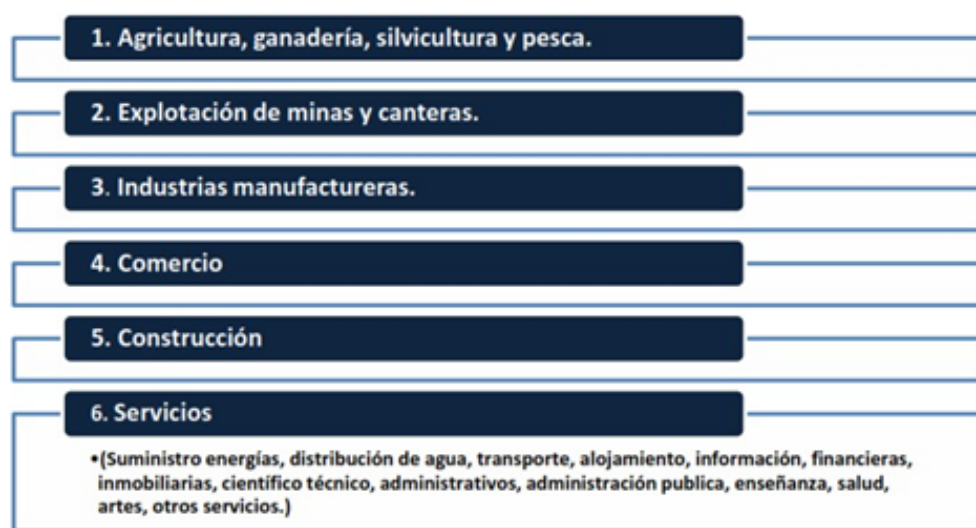 1. Agricultura, ganadería, silvicultura y pesca.
2. Explotación de minas y canteras.
3. Industrias manufactureras.
4. Comercio
5. Construcción
6. Servicios
•(Suministro energías, distribución de agua, transporte, alojamiento, información, financieras,
inmobiliarias, científico técnico, administrativos, administración publica, enseñanza, salud,
artes, otros servicios.)